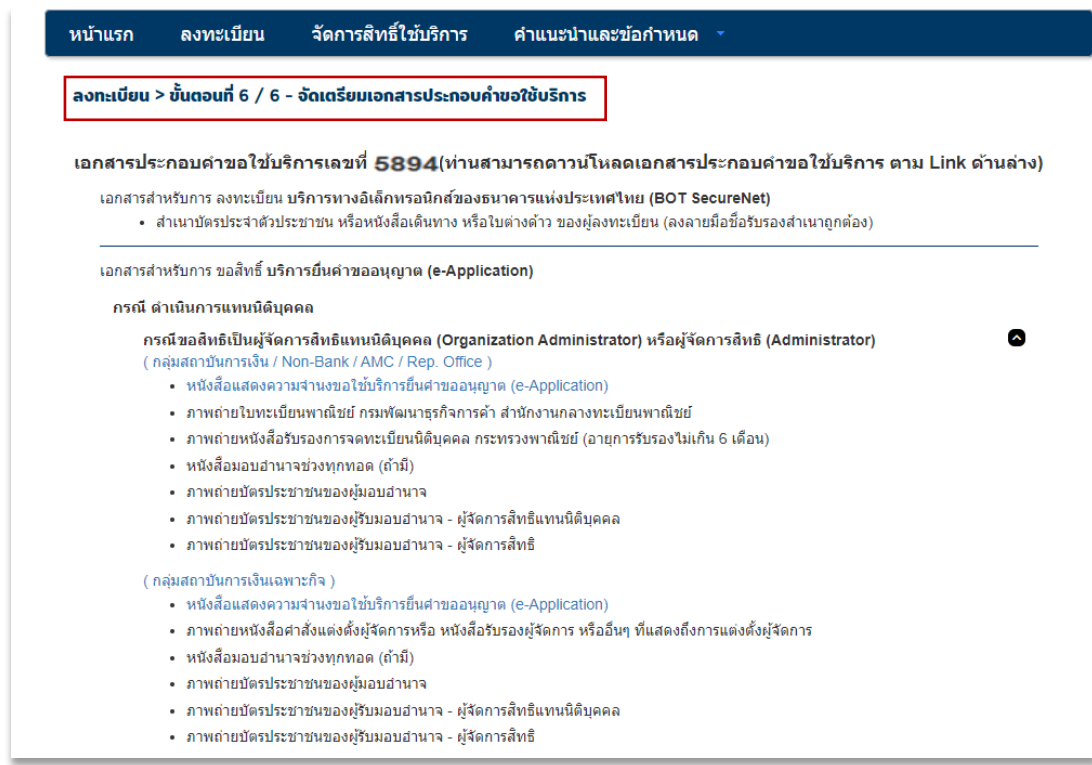 หน้าแรก ลงทะเบียน จัดการสิทธิ์ใช้บริการ คำแนะนำและข้อกำหนด
ลงทะเบียน > ขั้นตอนที่ 6 / 6 - จัดเตรียมเอกสารประกอบคำขอใช้บริการ
เอกสารประกอบคำขอใช้บริการเลขที่ 5894(ท่านสามารถดาวน์โหลดเอกสารประกอบคำขอใช้บริการ ตาม Link ด้านล่าง)
เอกสารสำหรับการ ลงทะเบียน บริการทางอิเล็กทรอนิกส์ของธนาคารแห่งประเทศไทย (BOT SecureNet)
• สำเนาบัตรประจำตัวประชาชน หรือหนังสือเดินทาง หรือใบต่างด้าว ของผู้ลงทะเบียน (ลงลายมือชื่อรับรองสำเนาถูกต้อง)
เอกสารสำหรับการ ขอสิทธิ์ บริการยื่นคำขออนุญาต (e-Application)
กรณี ดำเนินการแทนนิติบุคคล
กรณีขอสิทธิเป็นผู้จัดการสิทธิแทนนิติบุคคล (Organization Administrator) หรือผู้จัดการสิทธิ (Administrator)
( กลุ่มสถาบันการเงิน / Non-Bank / AMC / Rep. Office )
• หนังสือแสดงความจำนงขอใช้บริการยื่นคำขออนุญาต (e-Application)
• ภาพถ่ายใบทะเบียนพาณิชย์ กรมพัฒนาธุรกิจการค้า สำนักงานกลางทะเบียนพาณิชย์
• ภาพถ่ายหนังสือรับรองการจดทะเบียนนิติบุคคล กระทรวงพาณิชย์ (อายุการรับรองไม่เกิน 6 เดือน)
• หนังสือมอบอำนาจช่วงทุกทอด (ถ้ามี)
• ภาพถ่ายบัตรประชาชนของผู้มอบอำนาจ
• ภาพถ่ายบัตรประชาชนของผู้รับมอบอำนาจ - ผู้จัดการสิทธิแทนนิติบุคคล
• ภาพถ่ายบัตรประชาชนของผู้รับมอบอำนาจ - ผู้จัดการสิทธิ
( กลุ่มสถาบันการเงินเฉพาะกิจ )
• หนังสือแสดงความจำนงขอใช้บริการยื่นคำขออนุญาต (e-Application)
• ภาพถ่ายหนังสือคำสั่งแต่งตั้งผู้จัดการหรือ หนังสือรับรองผู้จัดการ หรืออื่นๆ ที่แสดงถึงการแต่งตั้งผู้จัดการ
• หนังสือมอบอำนาจช่วงทุกทอด (ถ้ามี)
• ภาพถ่ายบัตรประชาชนของผู้มอบอำนาจ
• ภาพถ่ายบัตรประชาชนของผู้รับมอบอำนาจ - ผู้จัดการสิทธิแทนนิติบุคคล
• ภาพถ่ายบัตรประชาชนของผู้รับมอบอำนาจ - ผู้จัดการสิทธิ